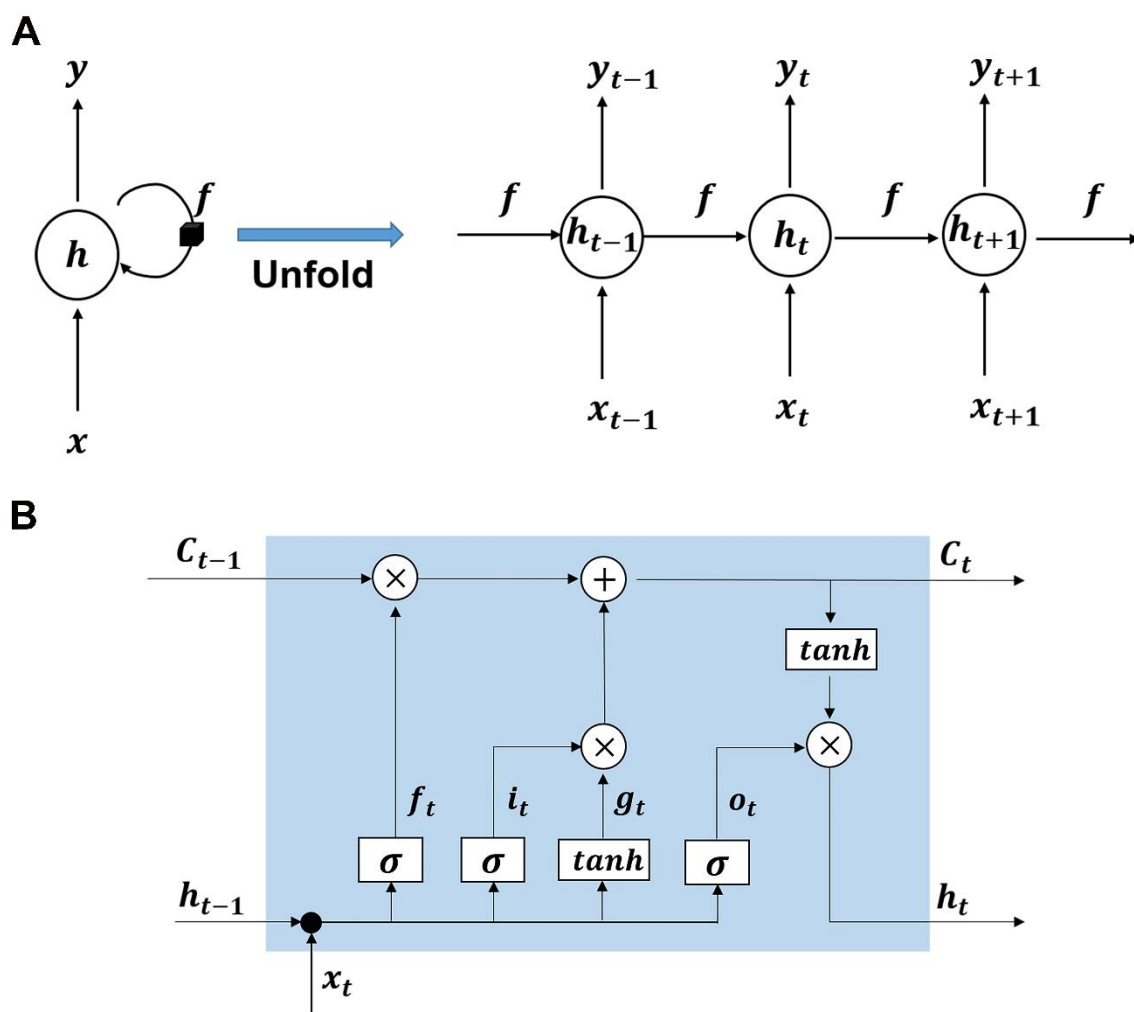 A
y
y_{t-1} y_t y_{t+1}
f
f f f f
h
h_{t-1} h_t h_{t+1}
Unfold
x_{t-1} x_t x_{t+1}
x
B
C_{t-1} C_t
× +
tanh
× ×
f_t i_t g_t o_t
σ σ tanh σ
h_{t-1} h_t
x_t